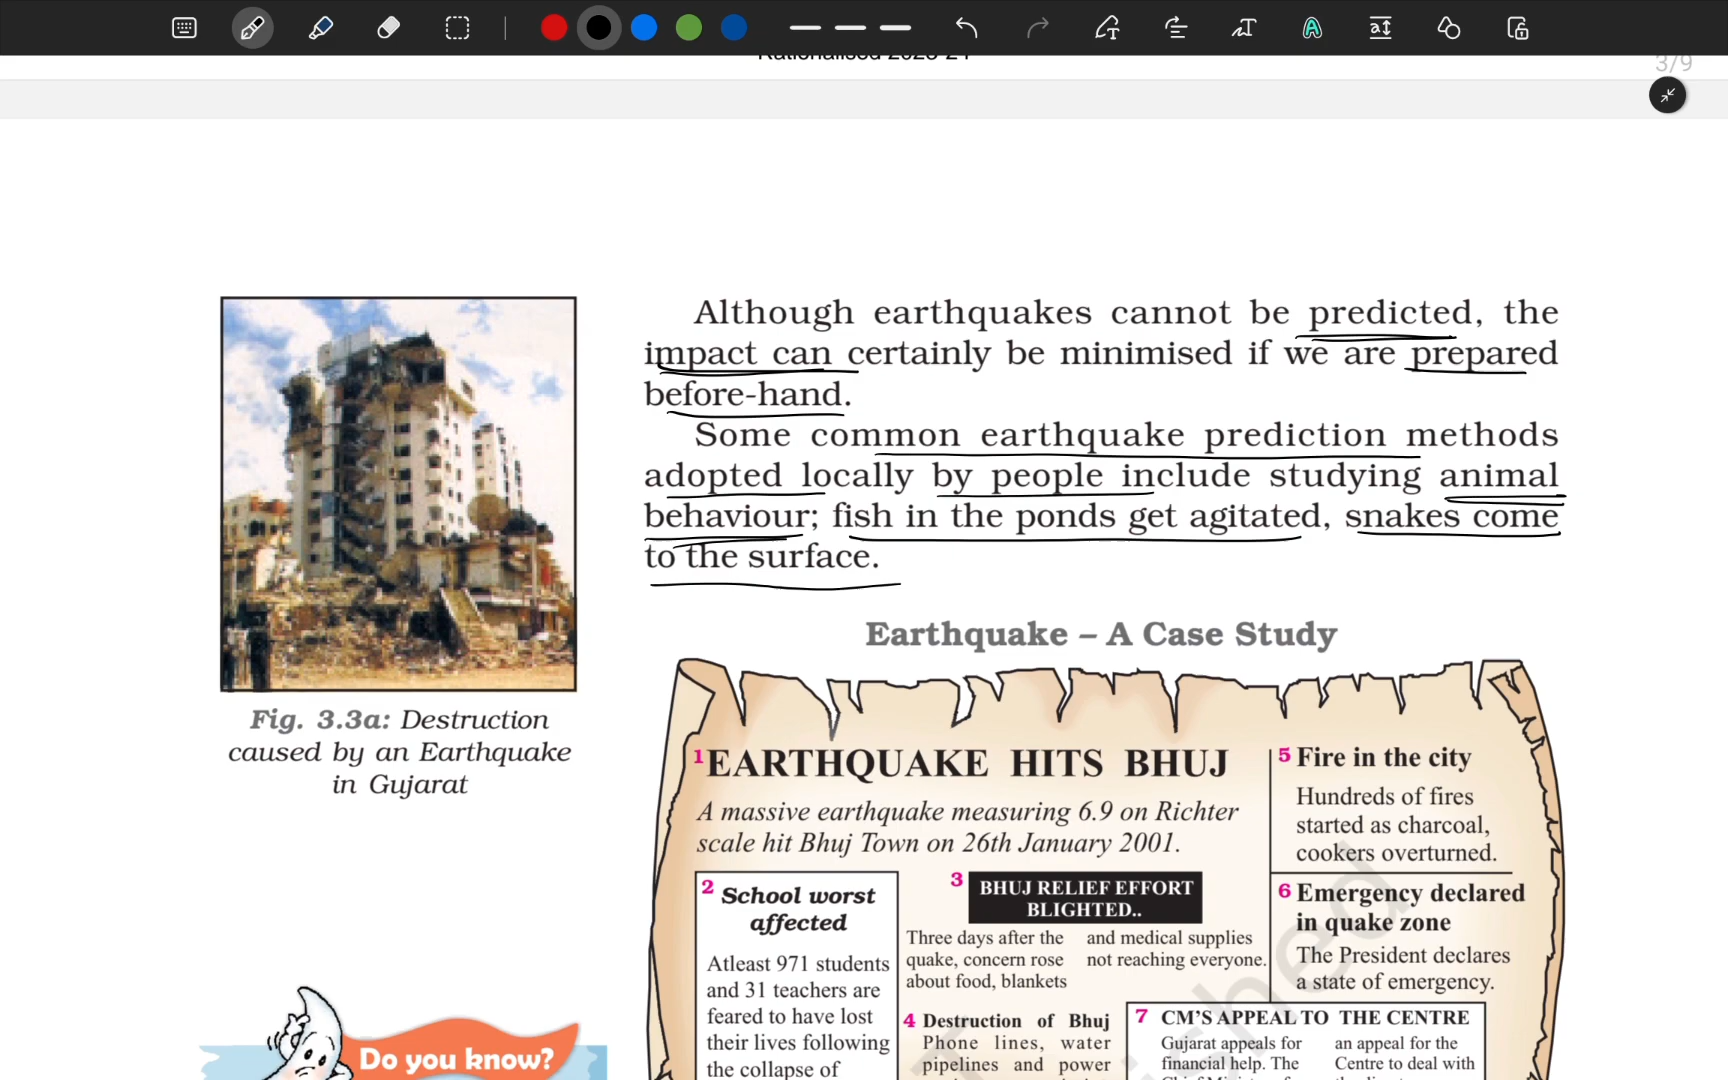 Rationalised 2023-24
3/9
Although earthquakes cannot be predicted, the
impact can certainly be minimised if we are prepared
before-hand.
Some common earthquake prediction methods
adopted locally by people include studying animal
behaviour; fish in the ponds get agitated, snakes come
to the surface.
Fig. 3.3a: Destruction
caused by an Earthquake
in Gujarat
Earthquake – A Case Study
1 EARTHQUAKE HITS BHUJ
A massive earthquake measuring 6.9 on Richter
scale hit Bhuj Town on 26th January 2001.
2 School worst
affected
Atleast 971 students
and 31 teachers are
feared to have lost
their lives following
the collapse of
3 BHUJ RELIEF EFFORT
BLIGHTED..
Three days after the
quake, concern rose
about food, blankets
and medical supplies
not reaching everyone.
4 Destruction of Bhuj
Phone lines, water
pipelines and power
5 Fire in the city
Hundreds of fires
started as charcoal,
cookers overturned.
6 Emergency declared
in quake zone
The President declares
a state of emergency.
7 CM'S APPEAL TO THE CENTRE
Gujarat appeals for
financial help. The
an appeal for the
Centre to deal with
Do you know?